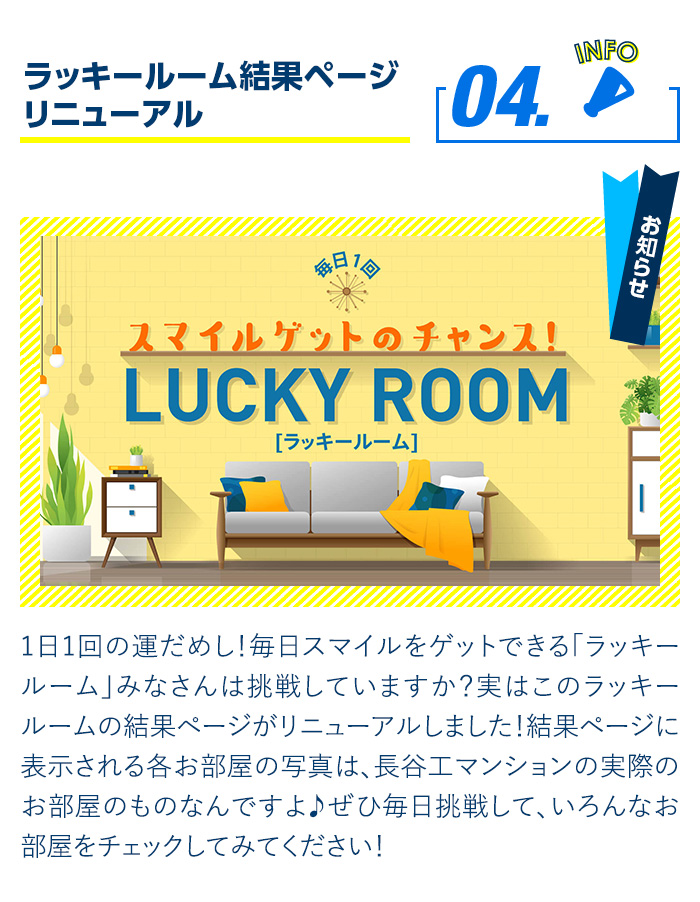 ラッキールーム結果ページ
リニューアル
04.
INFO
お知らせ
毎日1回
スマイルゲットのチャンス!
LUCKY ROOM
[ラッキールーム]
1日1回の運だめし!毎日スマイルをゲットできる「ラッキー
ルーム」みなさんは挑戦していますか?実はこのラッキー
ルームの結果ページがリニューアルしました!結果ページに
表示される各お部屋の写真は、長谷工マンションの実際の
お部屋のものなんですよ♪ぜひ毎日挑戦して、いろんなお
部屋をチェックしてみてください!